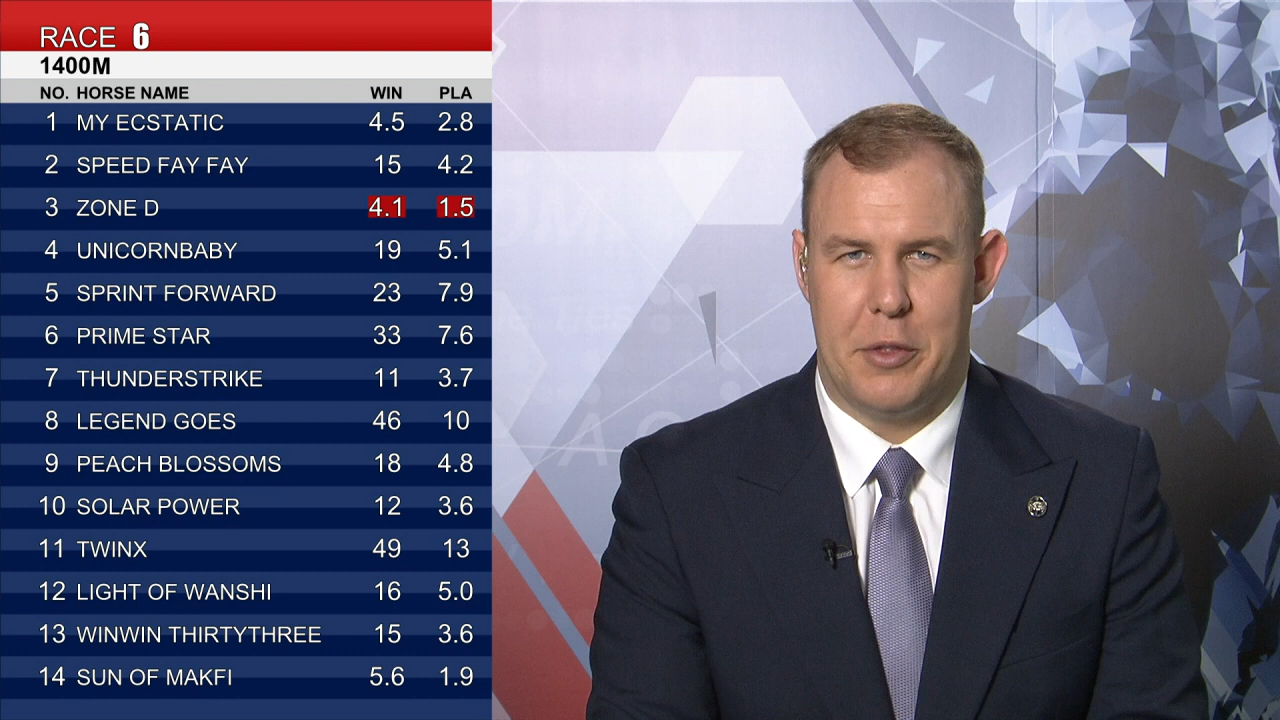 RACE 6
1400M
NO. HORSE NAME WIN PLA
1 MY ECSTATIC 4.5 2.8
2 SPEED FAY FAY 15 4.2
3 ZONE D 4.1 1.5
4 UNICORNBABY 19 5.1
5 SPRINT FORWARD 23 7.9
6 PRIME STAR 33 7.6
7 THUNDERSTRIKE 11 3.7
8 LEGEND GOES 46 10
9 PEACH BLOSSOMS 18 4.8
10 SOLAR POWER 12 3.6
11 TWINX 49 13
12 LIGHT OF WANSHI 16 5.0
13 WINWIN THIRTYTHREE 15 3.6
14 SUN OF MAKFI 5.6 1.9